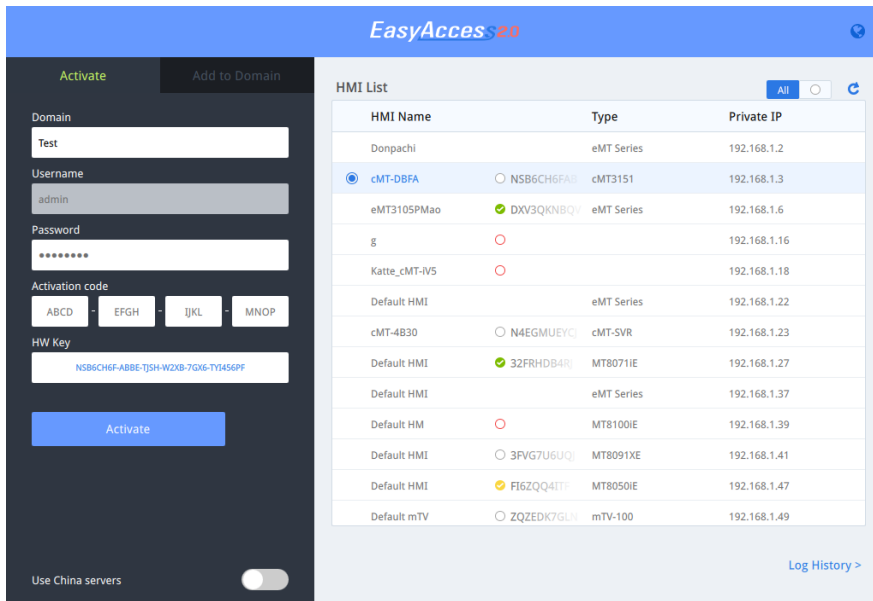 EasyAccess2.0
Activate
Add to Domain
Domain
Test
Username
admin
Password
Activation code
ABCD - EFGH - IJKL - MNOP
HW Key
NSB6CH6F-ABBE-TJSH-W2XB-7GX6-TYI456PF
Activate
Use China servers
HMI List
All
HMI Name Type Private IP
Donpachi eMT Series 192.168.1.2
cMT-DBFA NSB6CH6FAB cMT3151 192.168.1.3
eMT3105PMao DXV3QKNBQV eMT Series 192.168.1.6
g 192.168.1.16
Katte_cMT-iV5 192.168.1.18
Default HMI eMT Series 192.168.1.22
cMT-4B30 N4EGMUEYC cMT-SVR 192.168.1.23
Default HMI 32FRHDB4R MT8071iE 192.168.1.27
Default HMI eMT Series 192.168.1.37
Default HM MT8100iE 192.168.1.39
Default HMI 3FVG7U6UQ MT8091XE 192.168.1.41
Default HMI FI6ZQQ4IT MT8050iE 192.168.1.47
Default mTV ZQZEDK7GLN mTV-100 192.168.1.49
Log History >